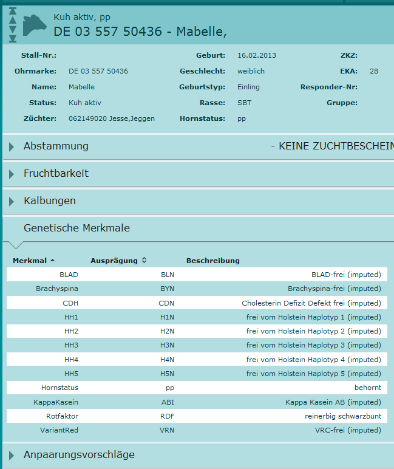 Kuh aktiv, pp
DE 03 557 50436 - Mabelle,
Stall-Nr.: Geburt: 16.02.2013 ZKZ:
Ohrmarke: DE 03 557 50436 Geschlecht: weiblich EKA: 28
Name: Mabelle Geburtstyp: Einling Responder-Nr:
Status: Kuh aktiv Rasse: SBT Gruppe:
Züchter: 062149020 Jesse,Jeggen Hornstatus: pp
Abstammung - KEINE ZUCHTBESCHEIN
Fruchtbarkeit
Kalbungen
Genetische Merkmale
Merkmal Ausprägung Beschreibung
BLAD BLN BLAD-frei (imputed)
Brachyspina BYN Brachyspina-frei (imputed)
CDH CDN Cholesterin Defizit Defekt frei (imputed)
HH1 H1N frei vom Holstein Haplotyp 1 (imputed)
HH2 H2N frei vom Holstein Haplotyp 2 (imputed)
HH3 H3N frei vom Holstein Haplotyp 3 (imputed)
HH4 H4N frei vom Holstein Haplotyp 4 (imputed)
HH5 H5N frei vom Holstein Haplotyp 5 (imputed)
Hornstatus pp behornt
KappaKasein ABI Kappa Kasein AB (imputed)
Rotfaktor RDF reinerbig schwarzbunt
VariantRed VRN VRC-frei (imputed)
Anpaarungsvorschläge